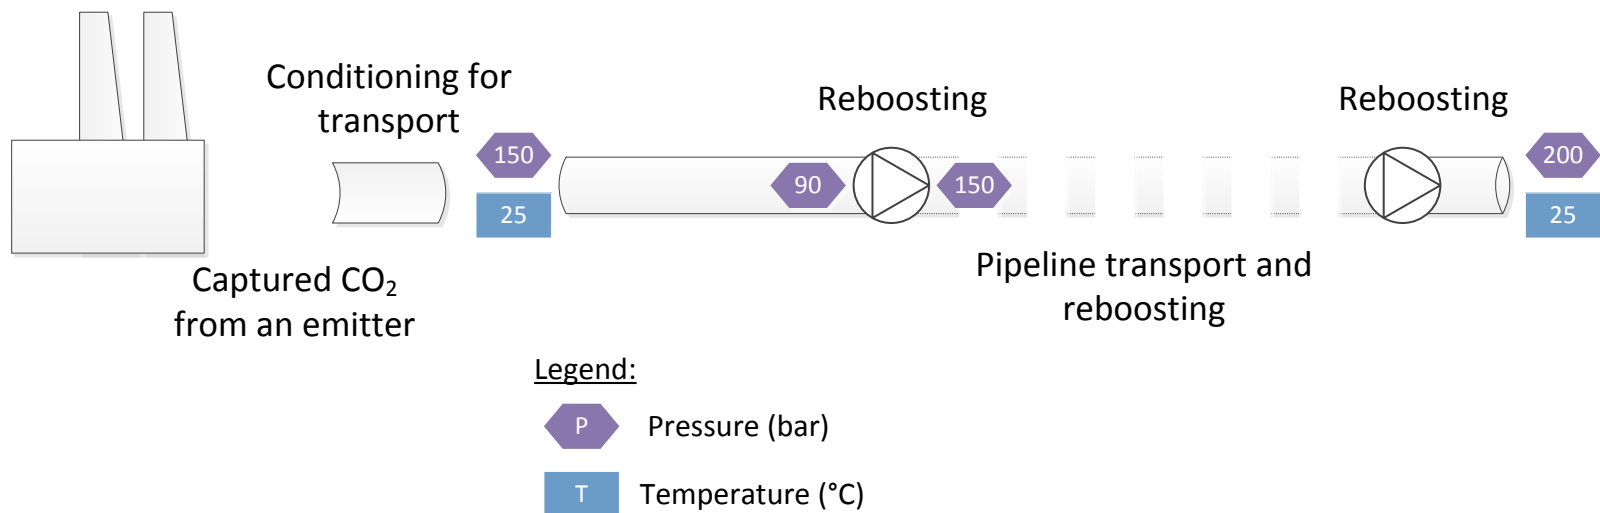 Conditioning for
transport
Reboosting
Reboosting
150
25
90
150
200
25
Captured CO₂
from an emitter
Pipeline transport and
reboosting
Legend:
P Pressure (bar)
T Temperature (°C)